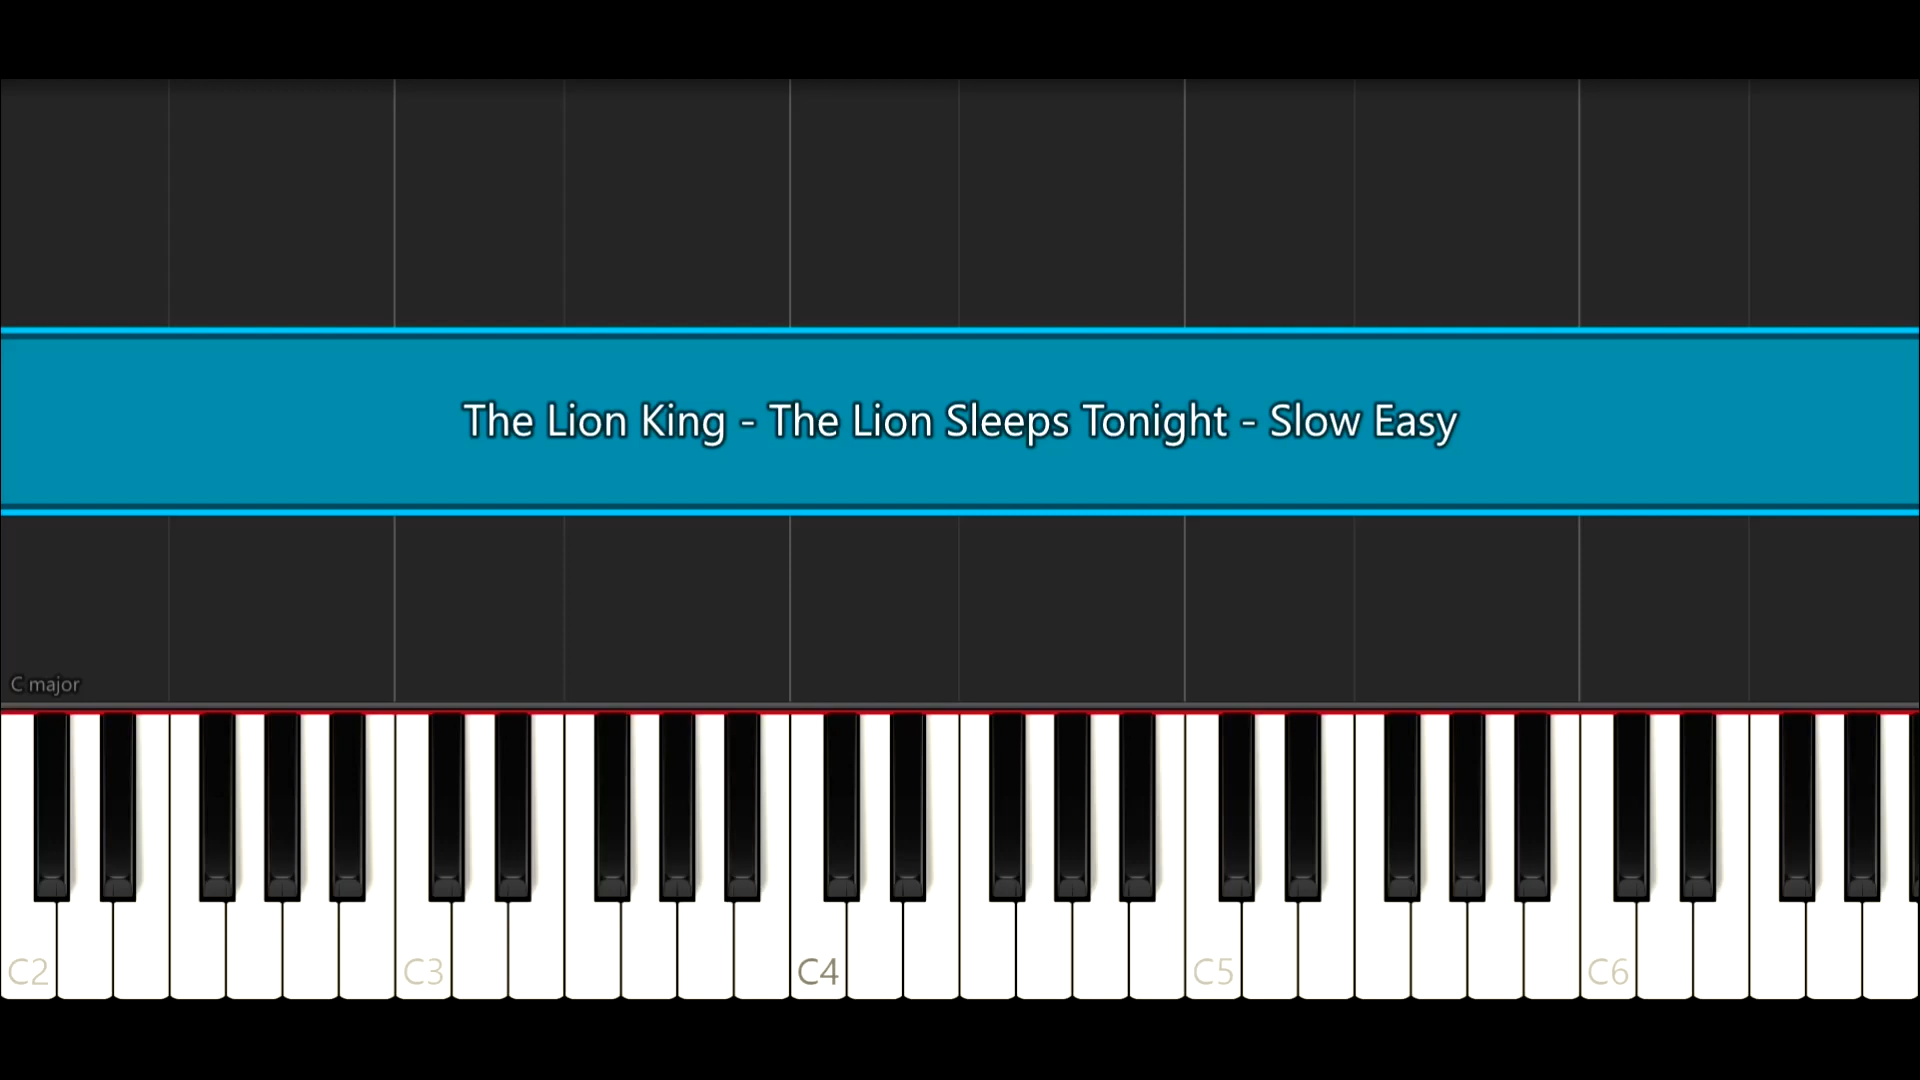 The Lion King - The Lion Sleeps Tonight - Slow Easy
C major
C2 C3 C4 C5 C6